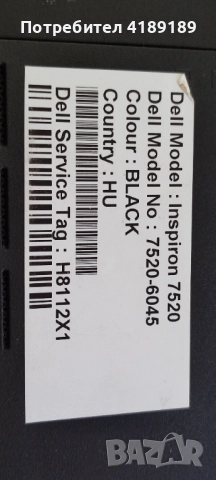 Потребител 4189189
Dell Model : Inspiron 7520
Dell Model No : 7520-6045
Colour : BLACK
Country : HU
Dell Service Tag : H8112X1
BAZAR